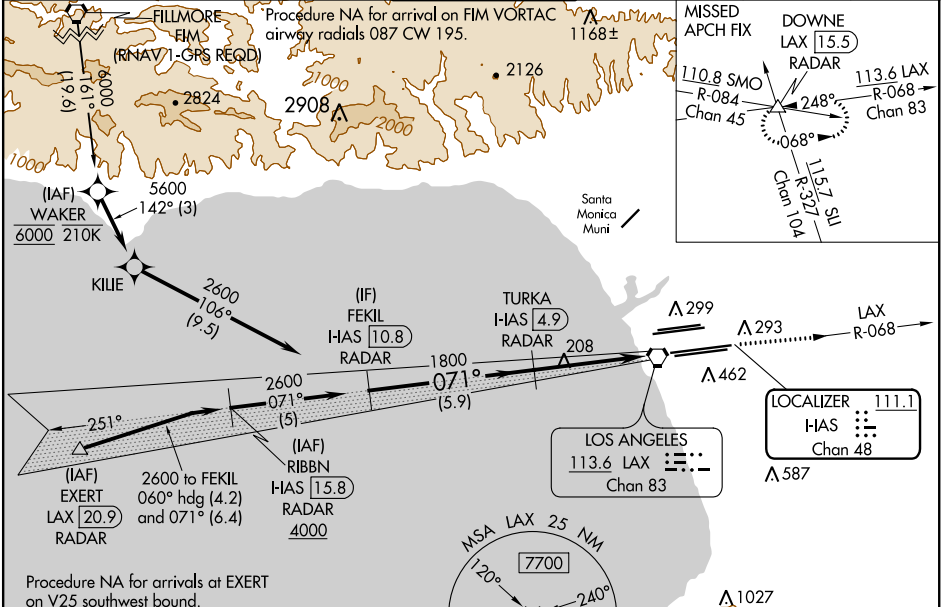 FILLMORE
FIM
(RNAV 1-GPS REQD)
Procedure NA for arrival on FIM VORTAC
airway radials 087 CW 195.
1168±
2126
2824
2908
1000
2000
1000
6000
161°
(19.6)
MISSED
APCH FIX
DOWNE
LAX 15.5
RADAR
110.8 SMO
R-084
Chan 45
113.6 LAX
R-068
Chan 83
248°
068°
115.7 SLI
R-327
Chan 104
(IAF)
WAKER
6000 210K
5600
142° (3)
KILIE
2600
106°
(9.5)
Santa
Monica
Muni
(IF)
FEKIL
I-IAS 10.8
RADAR
TURKA
I-IAS 4.9
RADAR
208
299
293
462
LAX
R-068
2600
071°
(5)
1800
071°
(5.9)
251°
(IAF)
EXERT
LAX 20.9
RADAR
2600 to FEKIL
060° hdg (4.2)
and 071° (6.4)
(IAF)
RIBBN
I-IAS 15.8
RADAR
4000
LOS ANGELES
113.6 LAX
Chan 83
LOCALIZER 111.1
I-IAS
Chan 48
587
MSA LAX 25 NM
7700
120°
240°
1027
Procedure NA for arrivals at EXERT
on V25 southwest bound.